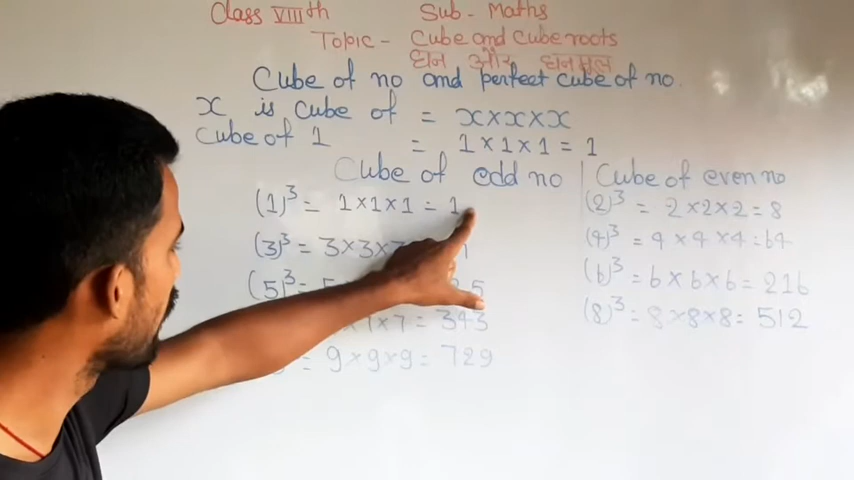 Class VIIIth Sub- Maths
Topic - Cube and Cube roots
घन और घनमूल
Cube of no and perfect cube of no.
x is cube of = x×x×x
Cube of 1 = 1×1×1 = 1
Cube of odd no
(1)³ = 1×1×1 = 1
(3)³ = 3×3×
(5)³ =
×7 = 343
= 9×9×9 = 729
Cube of even no
(2)³ = 2×2×2 = 8
(4)³ = 4×4×4 = 64
(6)³ = 6×6×6 = 216
(8)³ = 8×8×8 = 512